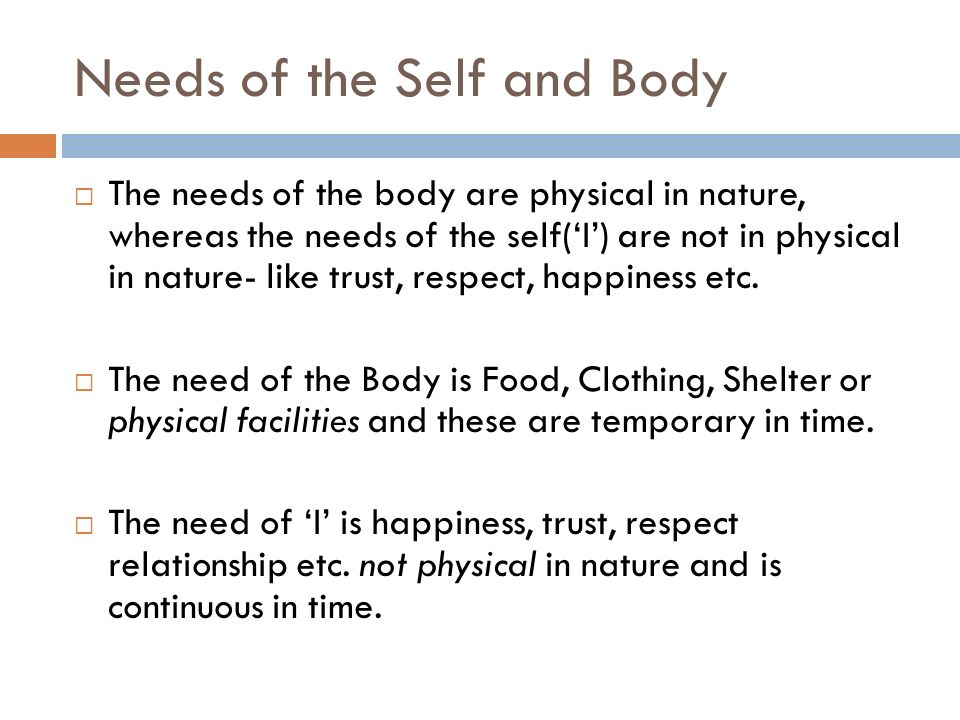 Needs of the Self and Body
The needs of the body are physical in nature,
whereas the needs of the self(‘I’) are not in physical
in nature- like trust, respect, happiness etc.
The need of the Body is Food, Clothing, Shelter or
physical facilities and these are temporary in time.
The need of ‘I’ is happiness, trust, respect
relationship etc. not physical in nature and is
continuous in time.